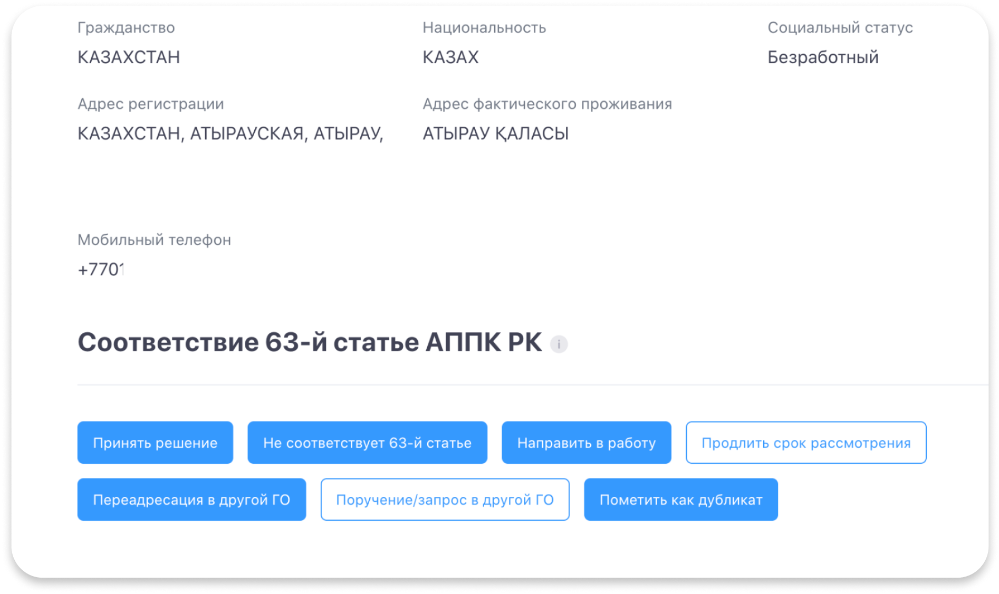 Гражданство Национальность Социальный статус
КАЗАХСТАН КАЗАХ Безработный
Адрес регистрации Адрес фактического проживания
КАЗАХСТАН, АТЫРАУСКАЯ, АТЫРАУ, АТЫРАУ ҚАЛАСЫ
Мобильный телефон
+7701
Соответствие 63-й статье АППК РК i
Принять решение Не соответствует 63-й статье Направить в работу Продлить срок рассмотрения
Переадресация в другой ГО Поручение/запрос в другой ГО Пометить как дубликат